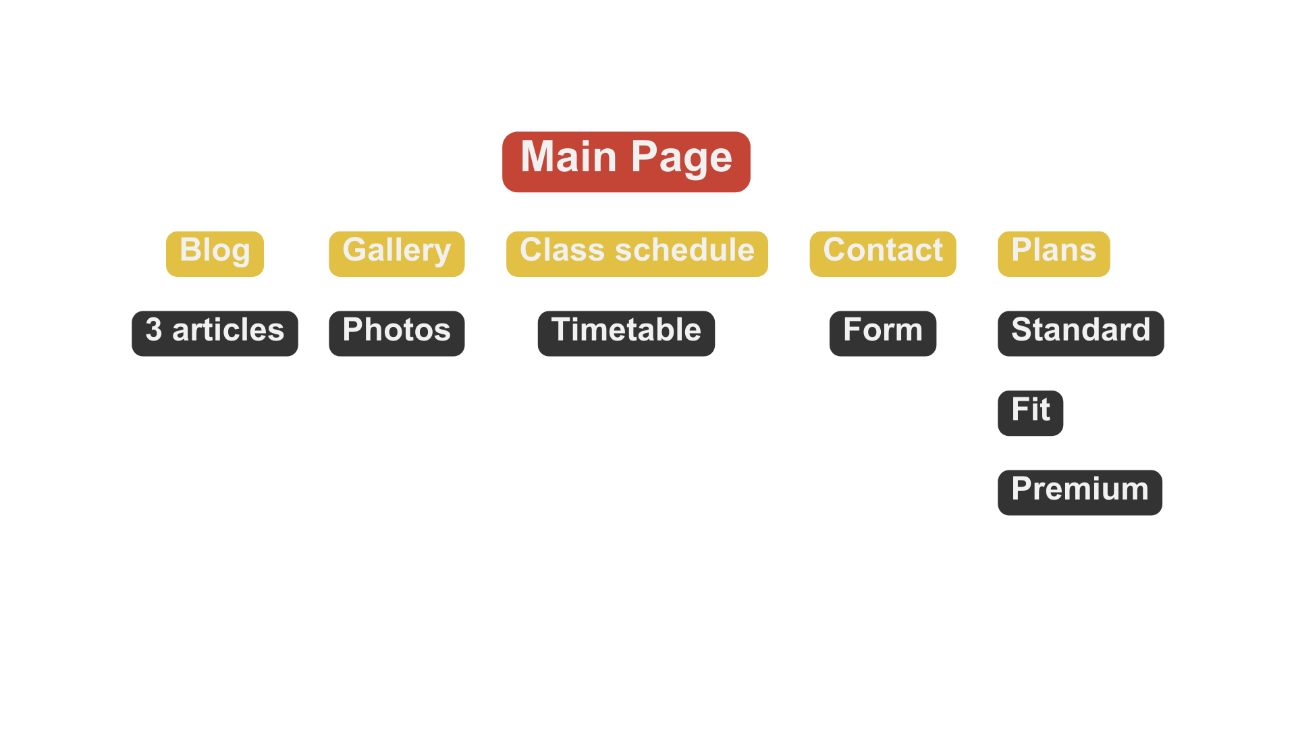 Main Page
Blog Gallery Class schedule Contact Plans
3 articles Photos Timetable Form Standard
Fit
Premium